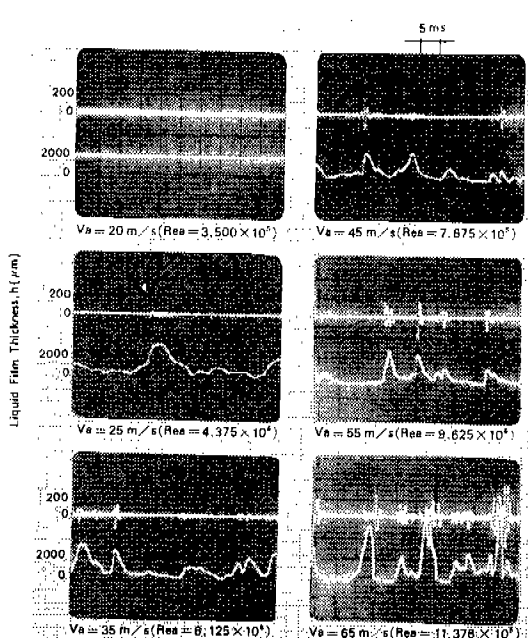 5 ms
200
0
2000
0
Va = 20 m/s(Rea = 3,500×10⁵)
Va = 45 m/s(Rea = 7.875×10⁵)
Liquid Film Thickness, h(μm)
200
0
2000
0
Va = 25 m/s(Rea = 4,375×10⁵)
Va = 55 m/s(Rea = 9,625×10⁵)
200
0
2000
0
Va = 35 m/s(Rea = 6,125×10⁵)
Va = 65 m/s(Rea = 11,378×10⁵)